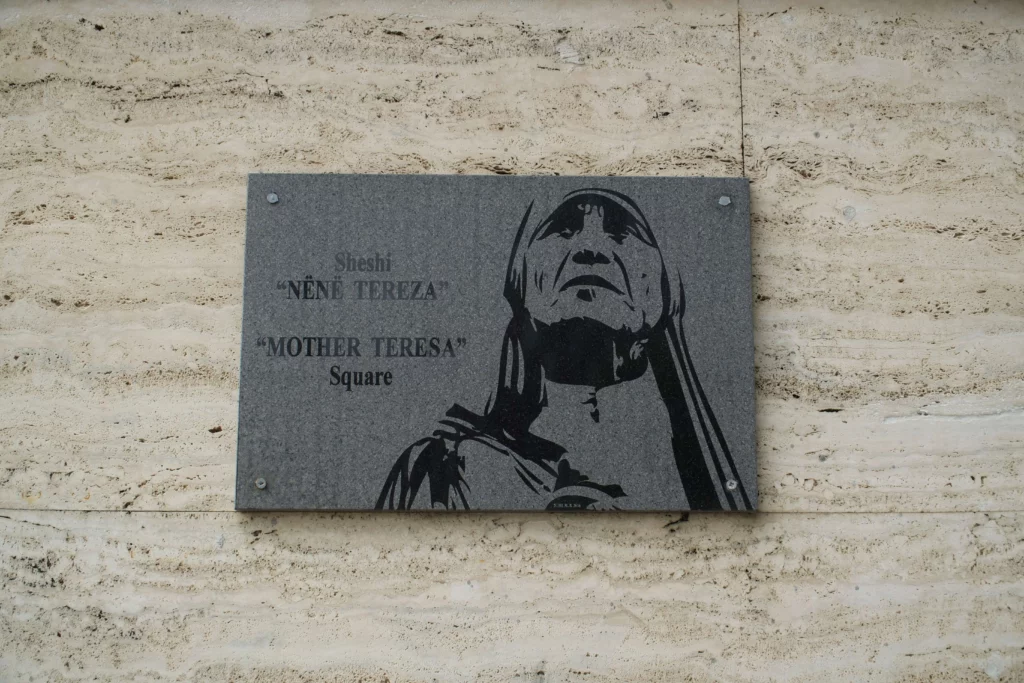 Sheshi
“NËNË TEREZA”
“MOTHER TERESA”
Square